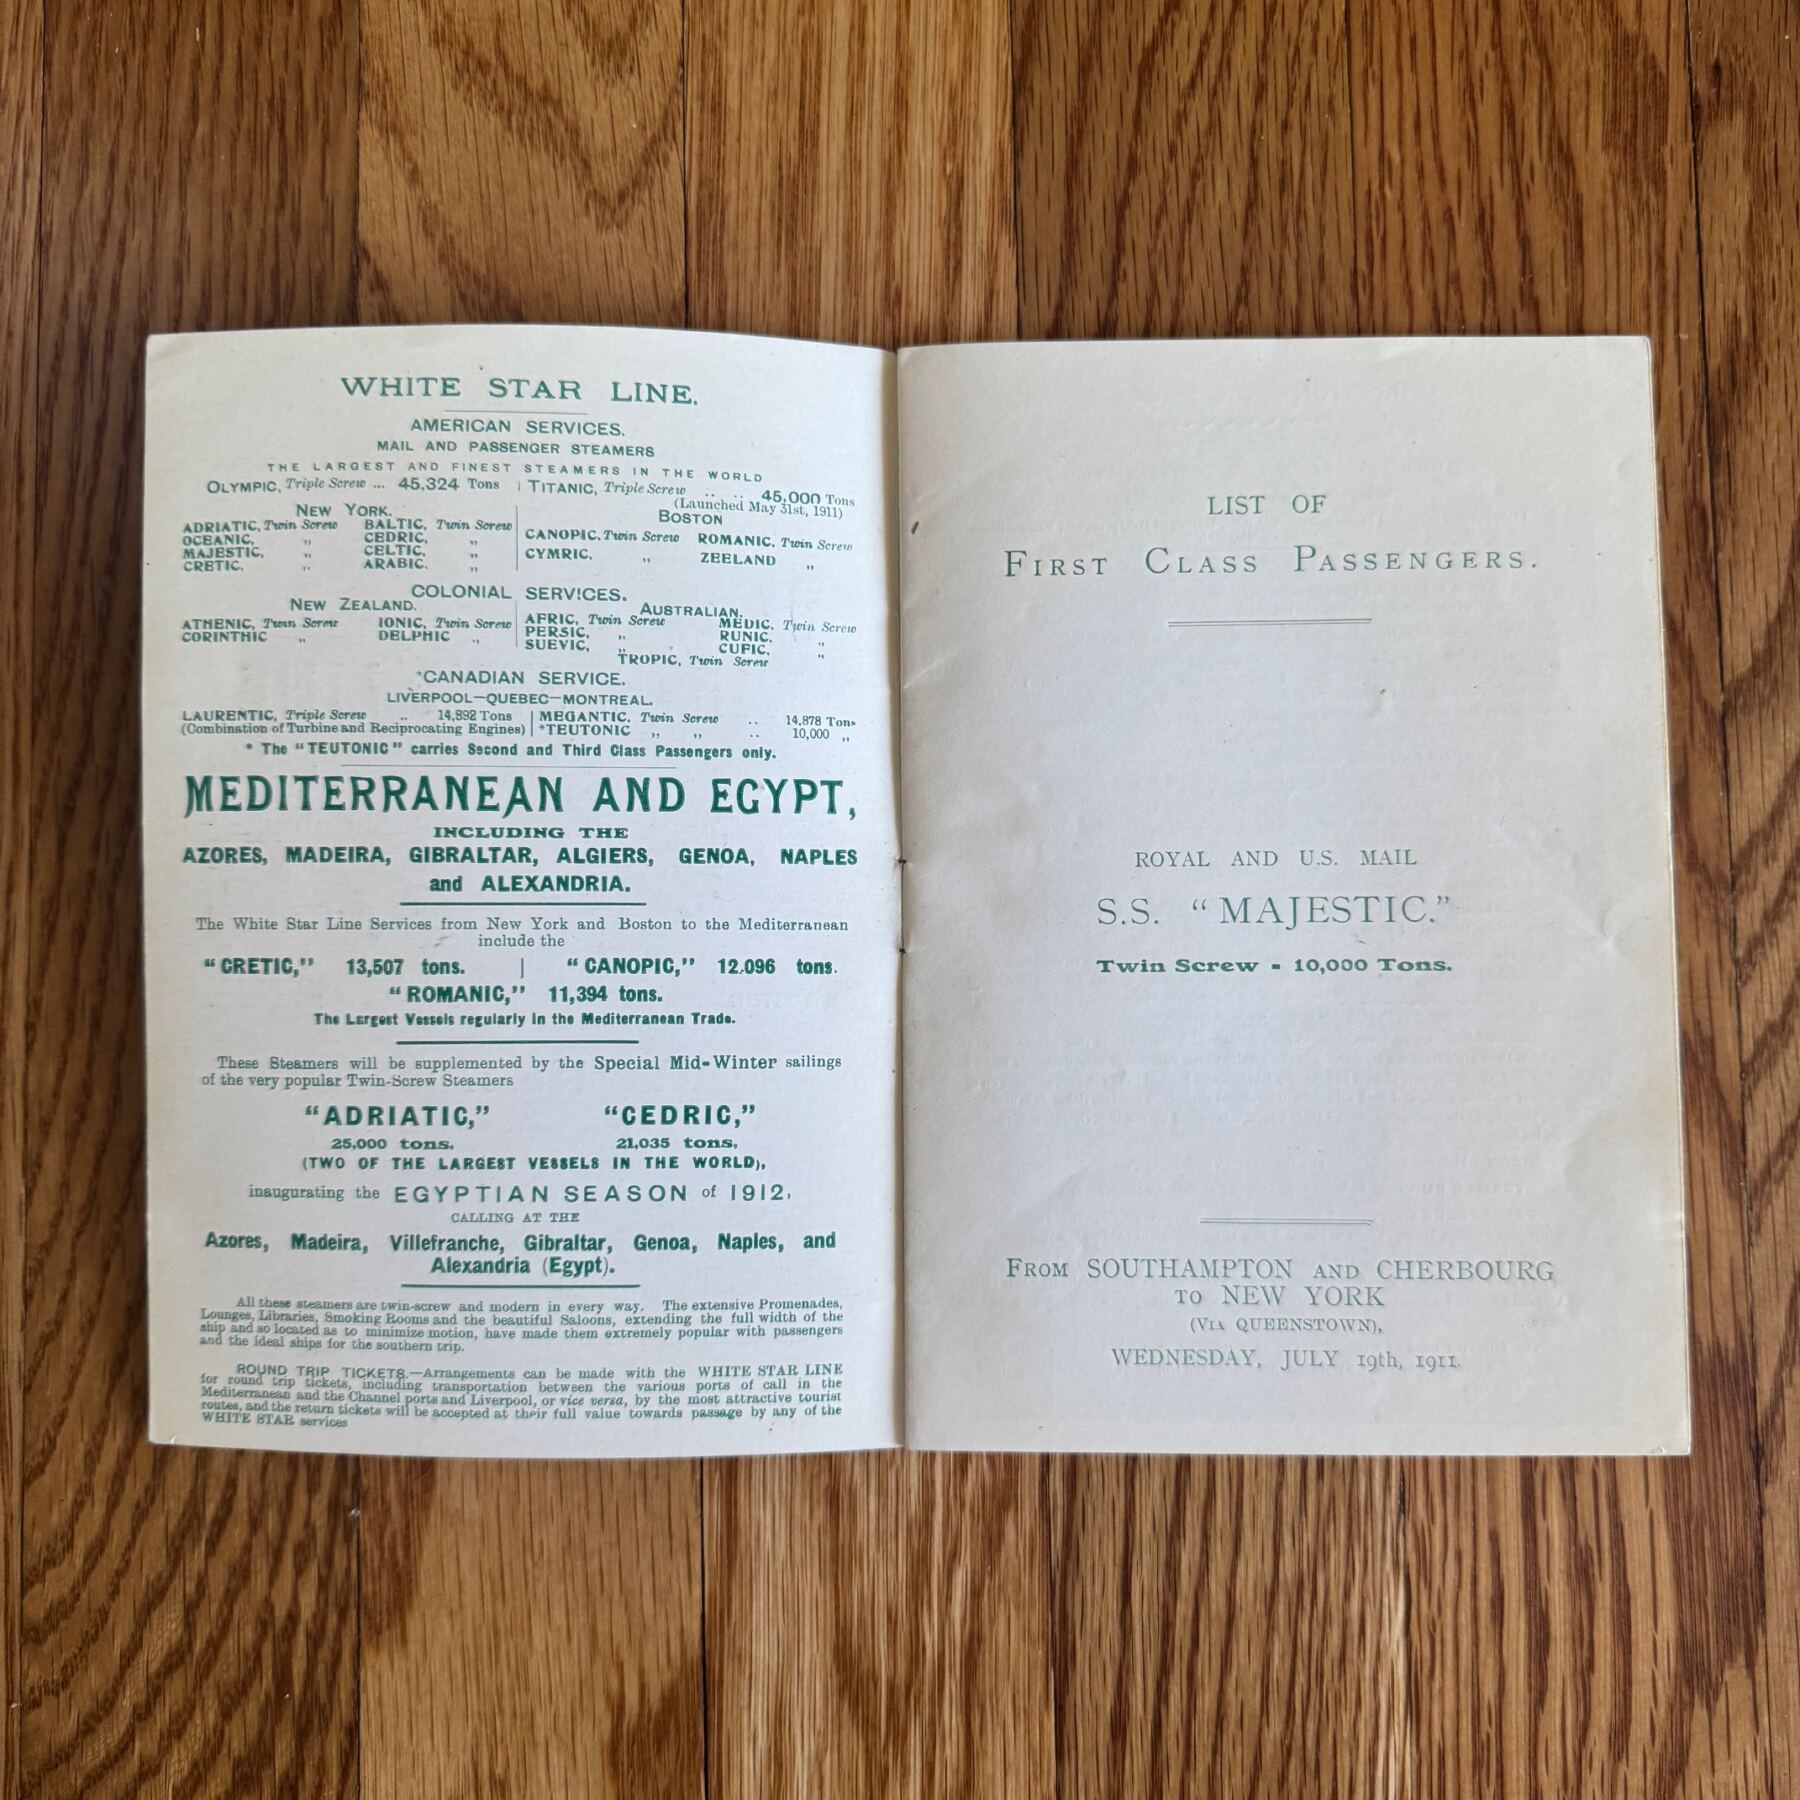 WHITE STAR LINE.
AMERICAN SERVICES.
MAIL AND PASSENGER STEAMERS
THE LARGEST AND FINEST STEAMERS IN THE WORLD
OLYMPIC, Triple Screw ... 45,324 Tons | TITANIC, Triple Screw .. .. 45,000 Tons
(Launched May 31st, 1911)
NEW YORK.
ADRIATIC, Twin Screw BALTIC, Twin Screw
OCEANIC, „ CEDRIC, „
MAJESTIC, „ CELTIC, „
CRETIC, „ ARABIC, „
BOSTON
CANOPIC, Twin Screw ROMANIC, Twin Screw
CYMRIC, „ ZEELAND „
COLONIAL SERVICES.
NEW ZEALAND.
ATHENIC, Twin Screw IONIC, Twin Screw
CORINTHIC „ DELPHIC „
AUSTRALIAN.
AFRIC, Twin Screw MEDIC, Twin Screw
PERSIC, „ RUNIC, „
SUEVIC, „ CUFIC, „
TROPIC, Twin Screw
*CANADIAN SERVICE.
LIVERPOOL—QUEBEC—MONTREAL.
LAURENTIC, Triple Screw .. 14,892 Tons | MEGANTIC, Twin Screw .. 14,878 Tons
(Combination of Turbine and Reciprocating Engines) | *TEUTONIC „ „ .. 10,000 „
* The "TEUTONIC" carries Second and Third Class Passengers only.
MEDITERRANEAN AND EGYPT,
INCLUDING THE
AZORES, MADEIRA, GIBRALTAR, ALGIERS, GENOA, NAPLES
and ALEXANDRIA.
The White Star Line Services from New York and Boston to the Mediterranean
include the
"CRETIC," 13,507 tons. | "CANOPIC," 12.096 tons.
"ROMANIC," 11,394 tons.
The Largest Vessels regularly in the Mediterranean Trade.
These Steamers will be supplemented by the Special Mid-Winter sailings
of the very popular Twin-Screw Steamers
"ADRIATIC," "CEDRIC,"
25,000 tons. 21,035 tons,
(TWO OF THE LARGEST VESSELS IN THE WORLD),
inaugurating the EGYPTIAN SEASON of 1912,
CALLING AT THE
Azores, Madeira, Villefranche, Gibraltar, Genoa, Naples, and
Alexandria (Egypt).
All these steamers are twin-screw and modern in every way. The extensive Promenades,
Lounges, Libraries, Smoking Rooms and the beautiful Saloons, extending the full width of the
ship and so located as to minimize motion, have made them extremely popular with passengers
and the ideal ships for the southern trip.
ROUND TRIP TICKETS.—Arrangements can be made with the WHITE STAR LINE
for round trip tickets, including transportation between the various ports of call in the
Mediterranean and the Channel ports and Liverpool, or vice versa, by the most attractive tourist
routes, and the return tickets will be accepted at their full value towards passage by any of the
WHITE STAR services
LIST OF
FIRST CLASS PASSENGERS.
ROYAL AND U.S. MAIL
S.S. "MAJESTIC."
Twin Screw - 10,000 Tons.
FROM SOUTHAMPTON AND CHERBOURG
TO NEW YORK
(VIA QUEENSTOWN),
WEDNESDAY, JULY 19th, 1911.